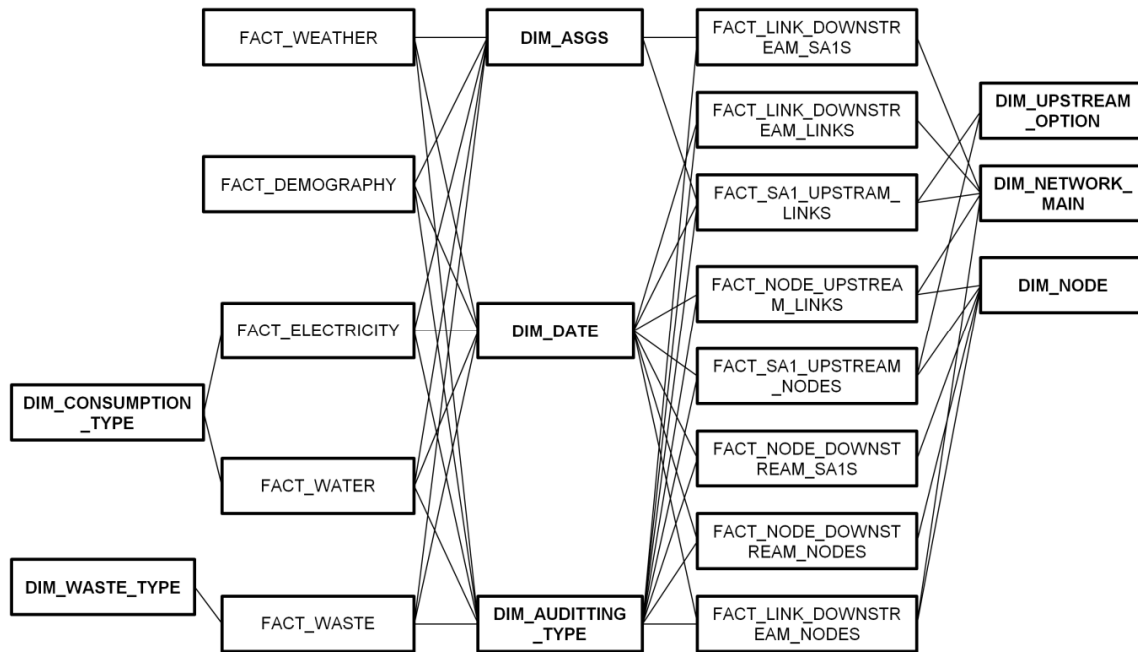 FACT_WEATHER
DIM_ASGS
FACT_LINK_DOWNSTR
EAM_SA1S
FACT_LINK_DOWNSTR
EAM_LINKS
DIM_UPSTREAM
_OPTION
FACT_DEMOGRAPHY
FACT_SA1_UPSTRAM_
LINKS
DIM_NETWORK_
MAIN
FACT_NODE_UPSTREA
M_LINKS
DIM_NODE
FACT_ELECTRICITY
DIM_DATE
FACT_SA1_UPSTREAM
_NODES
DIM_CONSUMPTION
_TYPE
FACT_NODE_DOWNST
REAM_SA1S
FACT_WATER
FACT_NODE_DOWNST
REAM_NODES
DIM_WASTE_TYPE
FACT_WASTE
DIM_AUDITTING
_TYPE
FACT_LINK_DOWNSTR
EAM_NODES